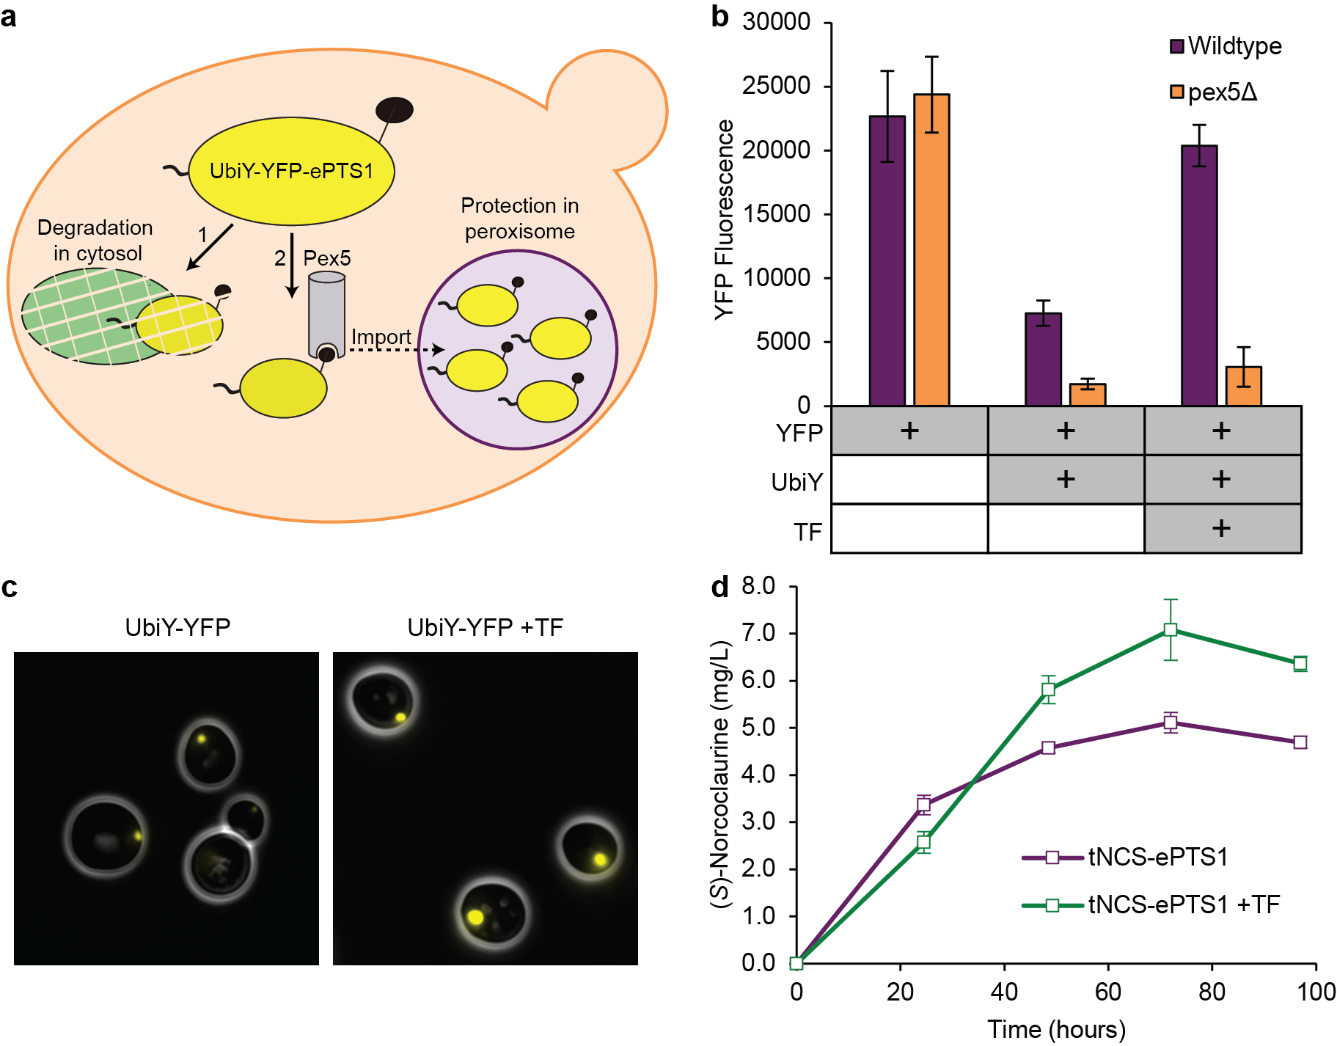 a
UbiY-YFP-ePTS1
Degradation
in cytosol
1
2
Pex5
Import
Protection in
peroxisome
b
30000
25000
20000
15000
10000
5000
0
YFP Fluorescence
Wildtype
pex5Δ
YFP + + +
UbiY + +
TF +
c
UbiY-YFP
UbiY-YFP +TF
d
8.0
7.0
6.0
5.0
4.0
3.0
2.0
1.0
0.0
(S)-Norcoclaurine (mg/L)
tNCS-ePTS1
tNCS-ePTS1 +TF
0 20 40 60 80 100
Time (hours)